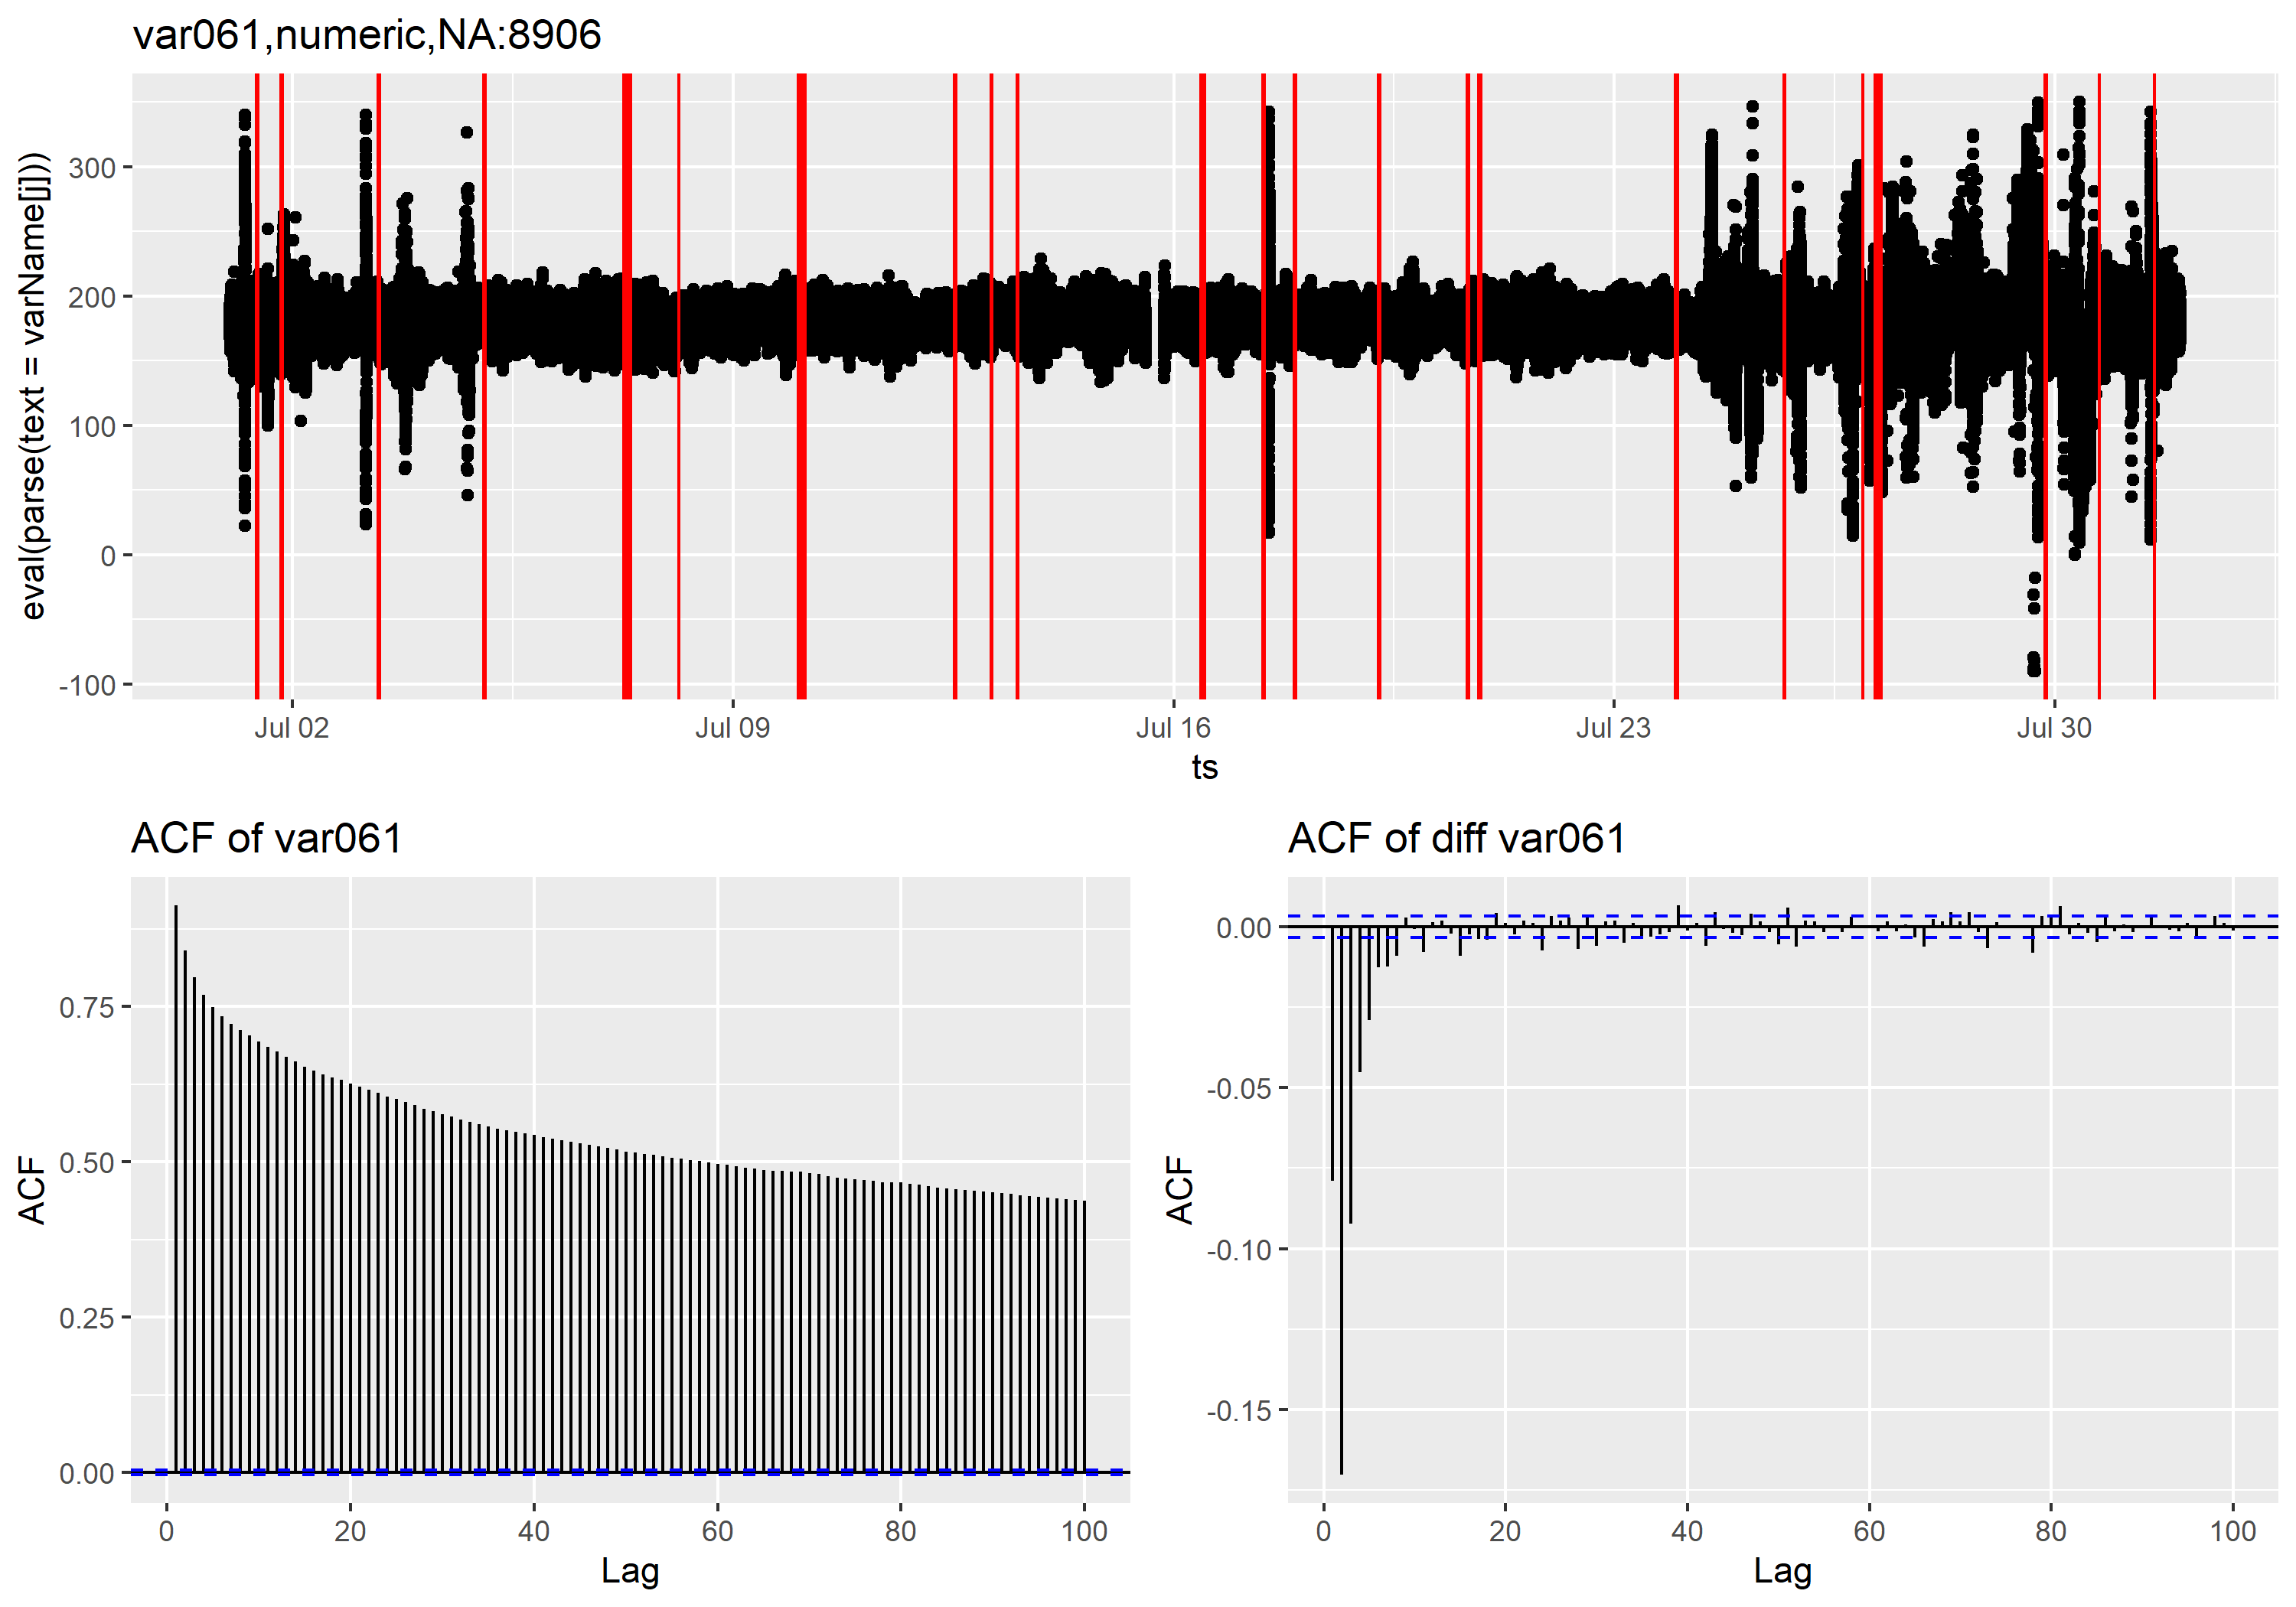 var061,numeric,NA:8906
eval(parse(text = varName[j]))
300
200
100
0
-100
Jul 02
Jul 09
Jul 16
Jul 23
Jul 30
ts
ACF of var061
ACF
0.75
0.50
0.25
0.00
0
20
40
60
80
100
Lag
ACF of diff var061
ACF
0.00
-0.05
-0.10
-0.15
0
20
40
60
80
100
Lag